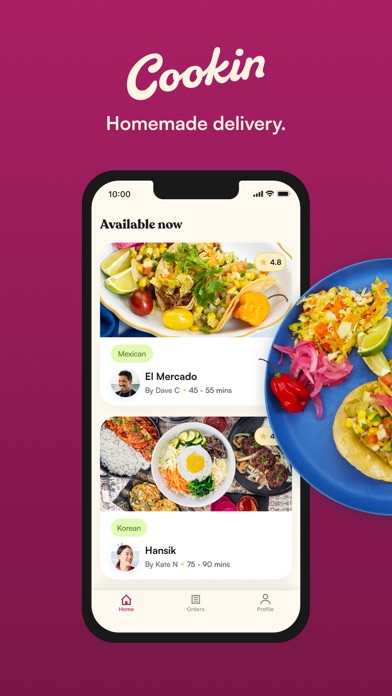 Cookin
Homemade delivery.
10:00
Available now
4.8
Mexican
El Mercado
By Dave C • 45 - 55 mins
Korean
Hansik
By Kate N • 75 - 90 mins
Home
Orders
Profile